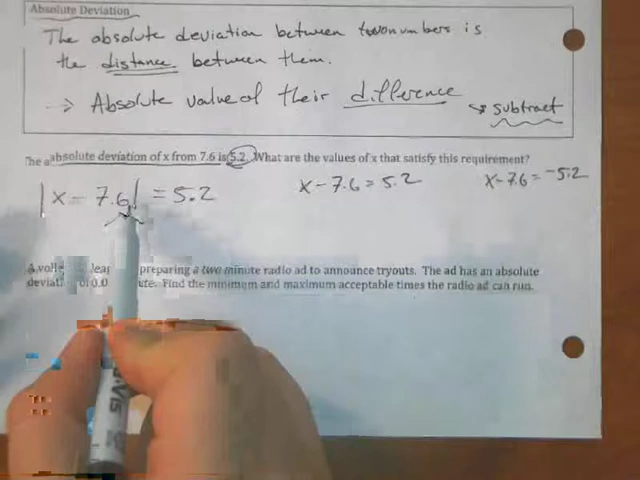 Absolute Deviation
The absolute deviation between two numbers is
the distance between them.
→ Absolute value of their difference → subtract
The absolute deviation of x from 7.6 is 5.2. What are the values of x that satisfy this requirement?
|x - 7.6| = 5.2 x - 7.6 = 5.2 x - 7.6 = -5.2
A preparing a two minute radio ad to announce tryouts. The ad has an absolute
Find the minimum and maximum acceptable times the radio ad can run.